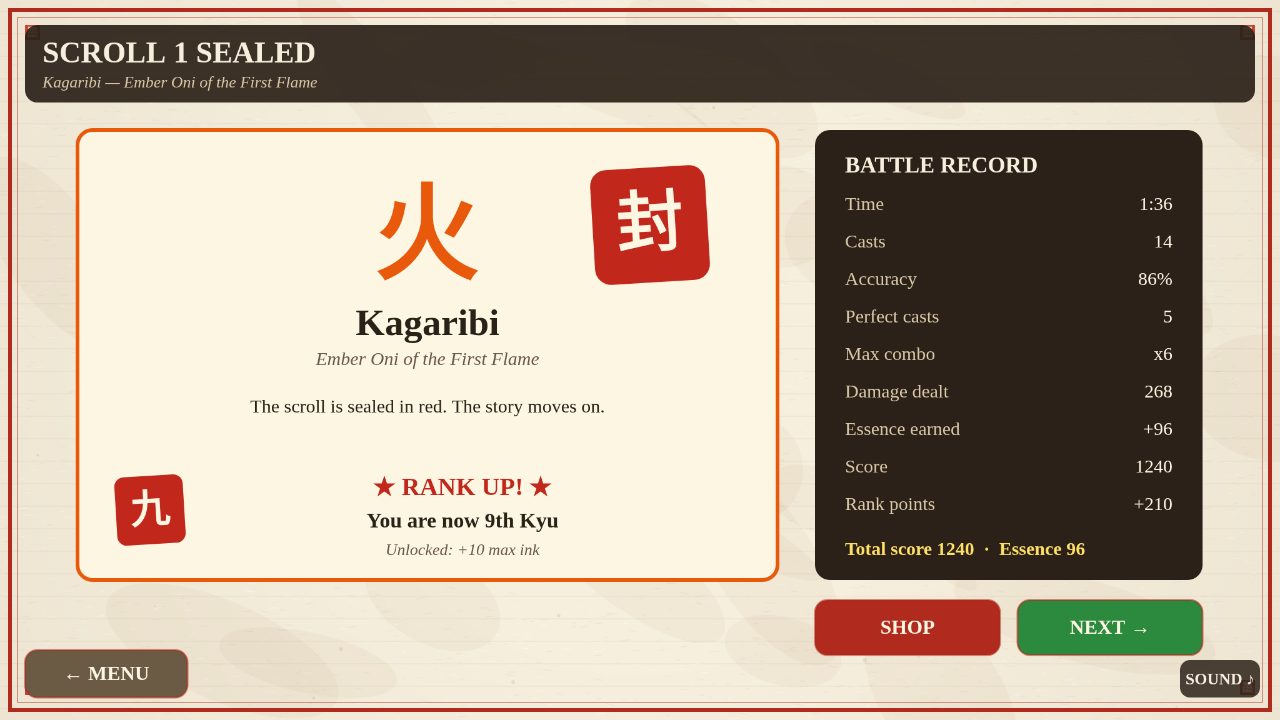 SCROLL 1 SEALED
Kagaribi — Ember Oni of the First Flame
火
封
Kagaribi
Ember Oni of the First Flame
The scroll is sealed in red. The story moves on.
九
★ RANK UP! ★
You are now 9th Kyu
Unlocked: +10 max ink
BATTLE RECORD
Time 1:36
Casts 14
Accuracy 86%
Perfect casts 5
Max combo x6
Damage dealt 268
Essence earned +96
Score 1240
Rank points +210
Total score 1240 · Essence 96
SHOP
NEXT →
← MENU
SOUND ♪